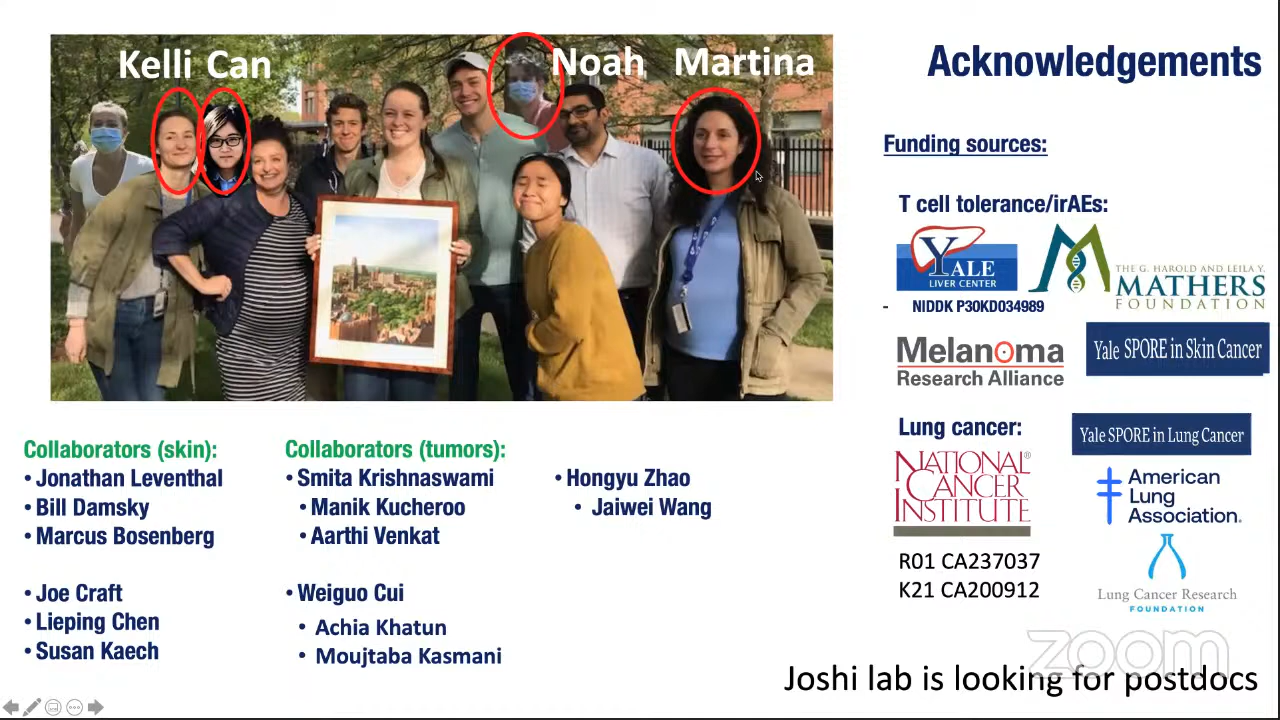 Kelli Can Noah Martina
Acknowledgements
Funding sources:
T cell tolerance/irAEs:
YALE
LIVER CENTER
- NIDDK P30KD034989
THE G. HAROLD AND LEILA Y.
MATHERS
FOUNDATION
Melanoma
Research Alliance
Yale SPORE in Skin Cancer
Lung cancer:
Yale SPORE in Lung Cancer
NATIONAL
CANCER
INSTITUTE
®
American
Lung
Association.
R01 CA237037
K21 CA200912
Lung Cancer Research
FOUNDATION
Collaborators (skin):
• Jonathan Leventhal
• Bill Damsky
• Marcus Bosenberg
• Joe Craft
• Lieping Chen
• Susan Kaech
Collaborators (tumors):
• Smita Krishnaswami
• Manik Kucheroo
• Aarthi Venkat
• Weiguo Cui
• Achia Khatun
• Moujtaba Kasmani
• Hongyu Zhao
• Jaiwei Wang
zoom
Joshi lab is looking for postdocs